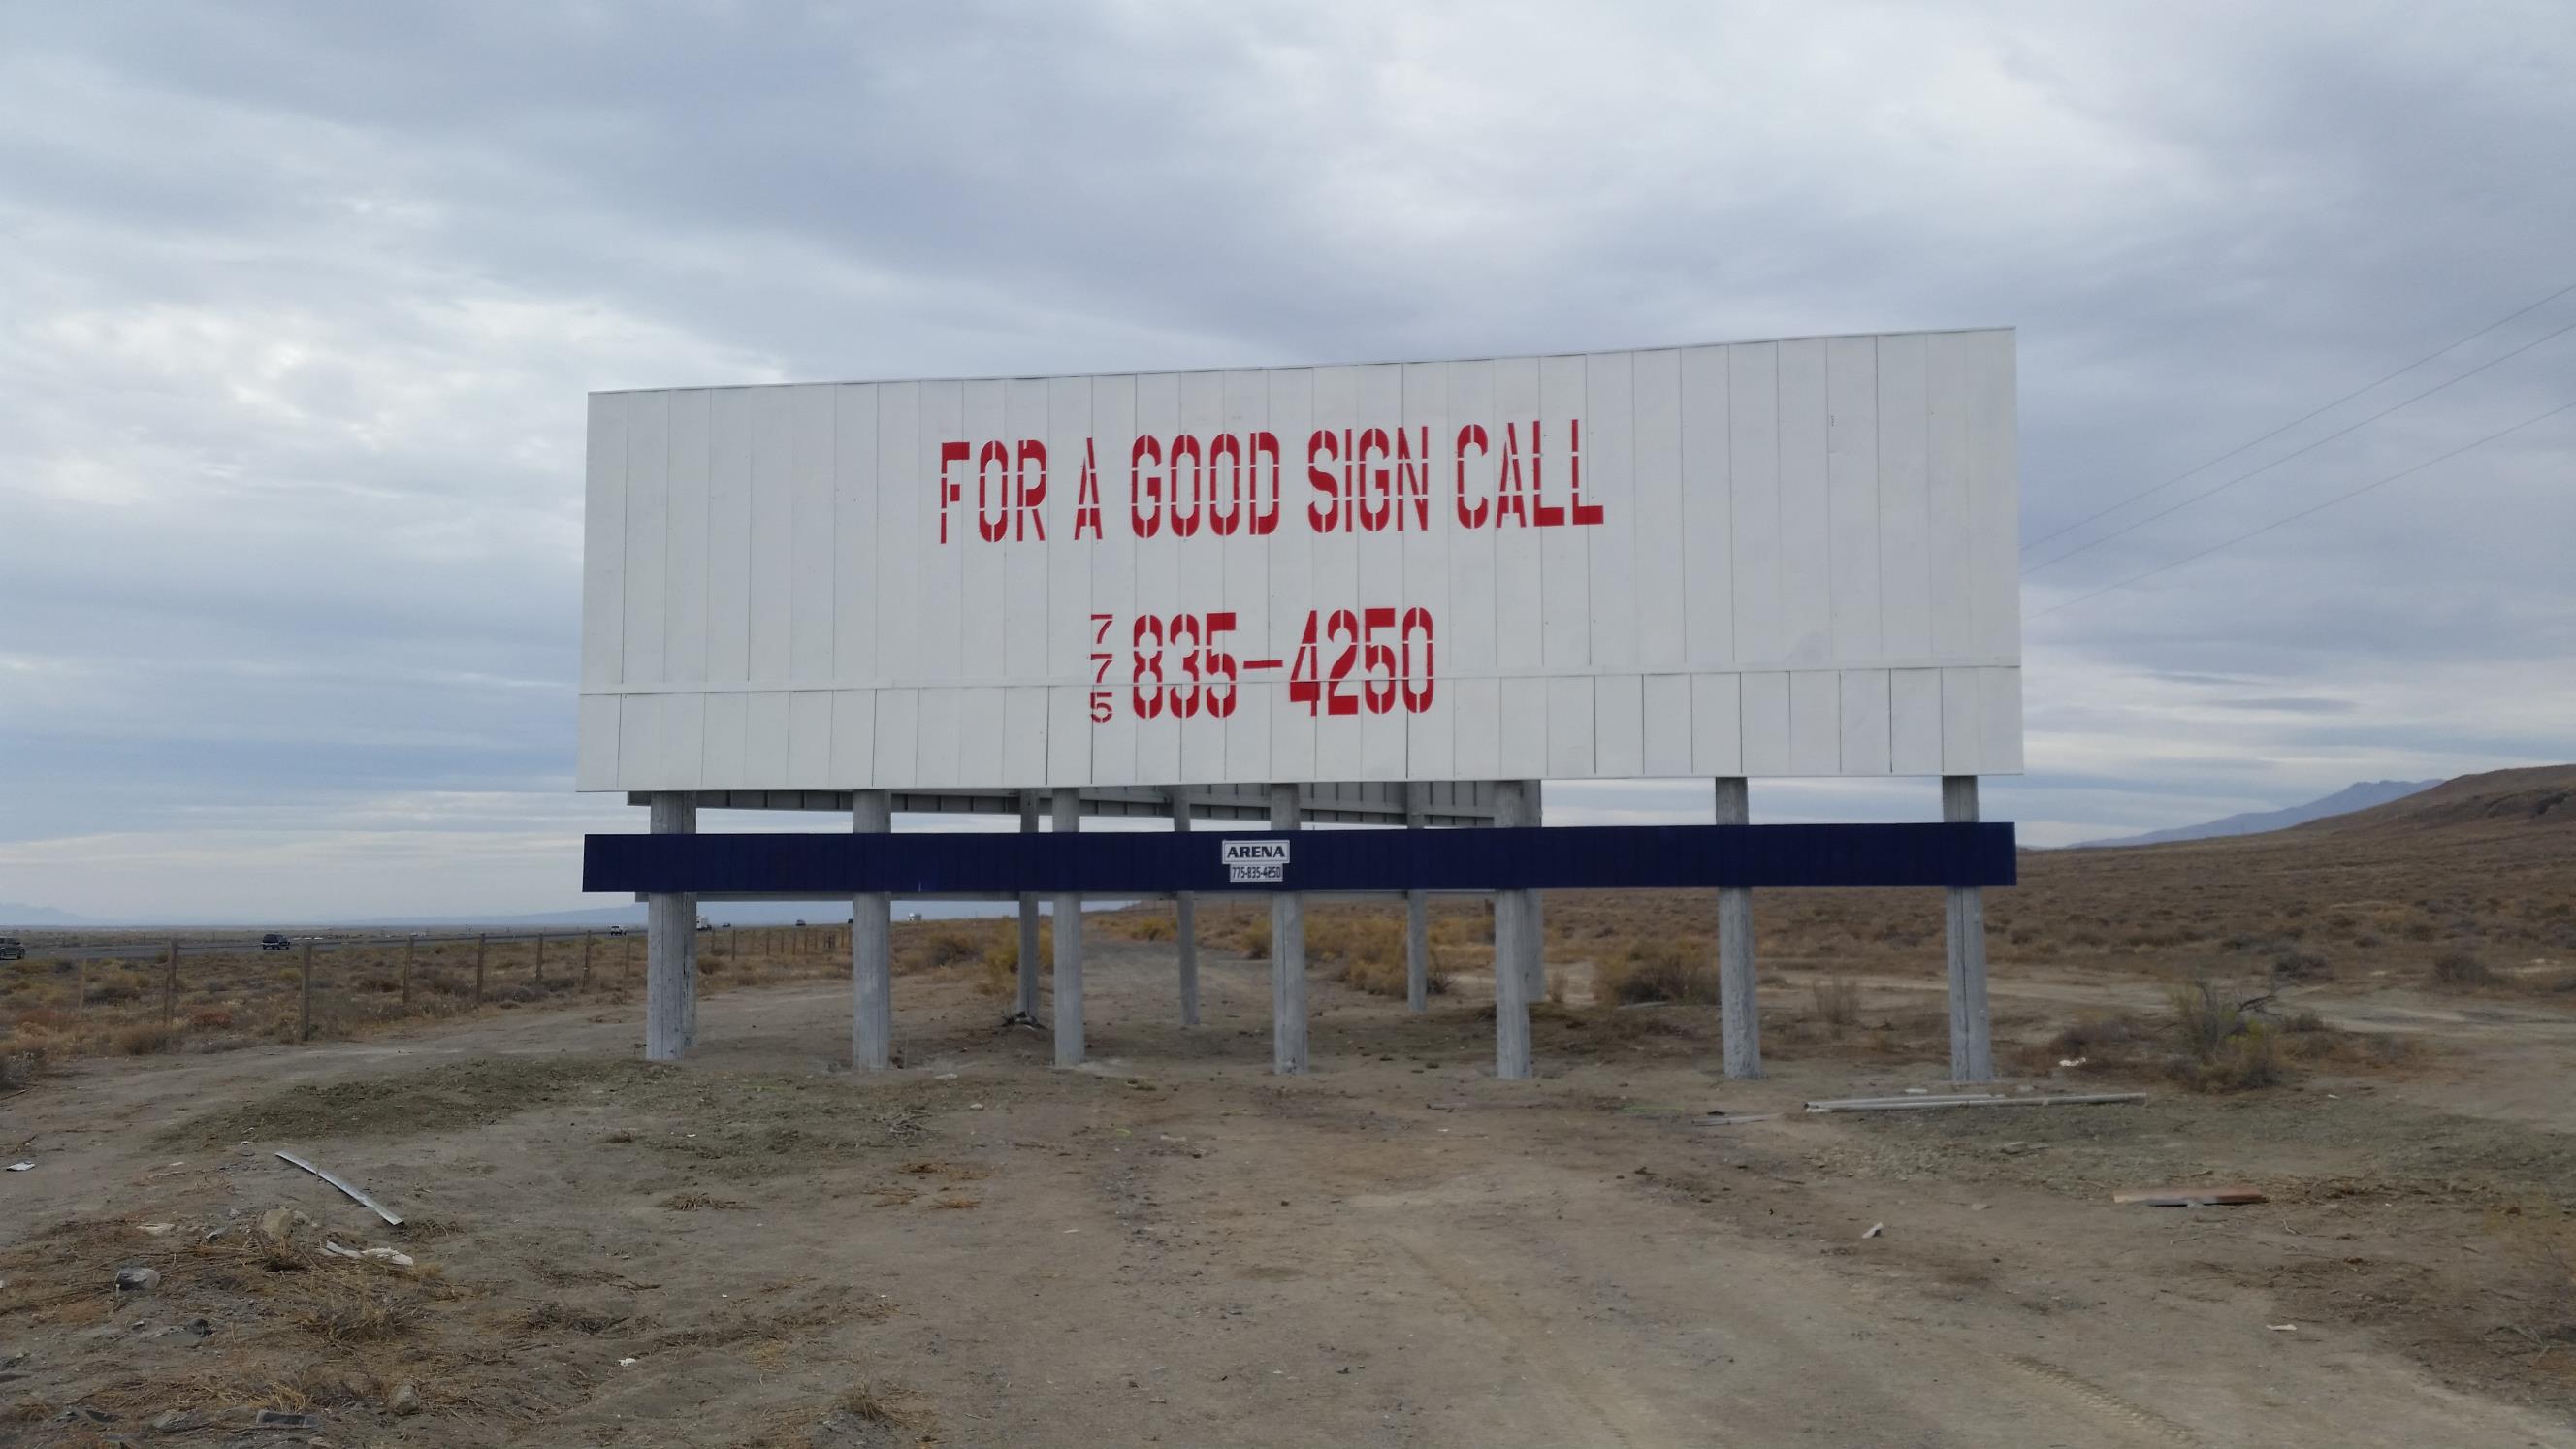 FOR A GOOD SIGN CALL
775 835-4250
ARENA
775-835-4250